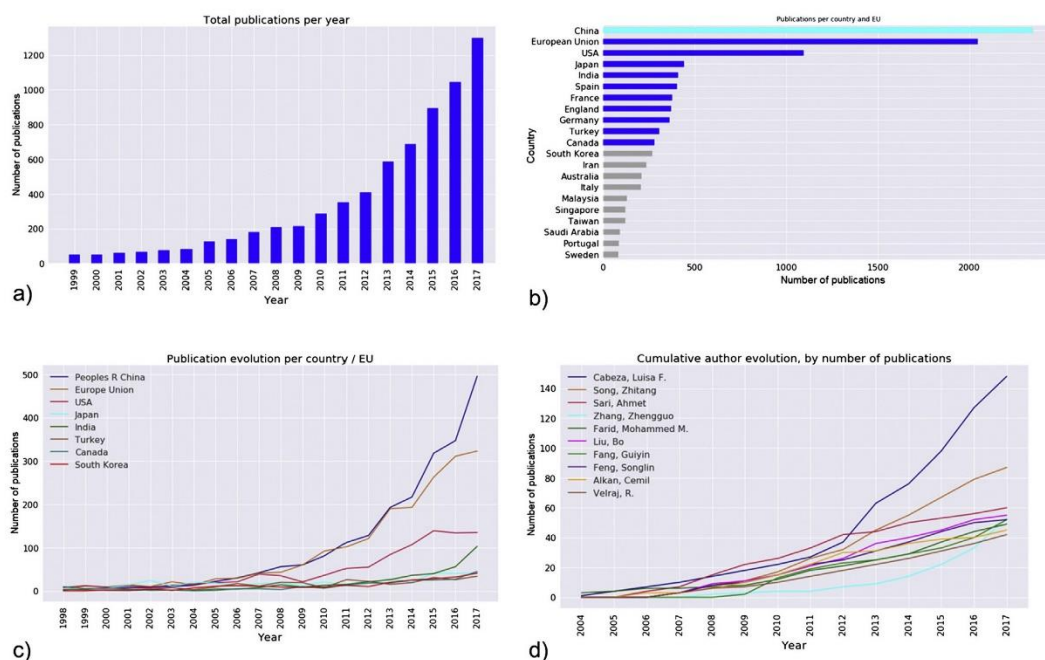 Total publications per year
Number of publications
1200
1000
800
600
400
200
0
1999
2000
2001
2002
2003
2004
2005
2006
2007
2008
2009
2010
2011
2012
2013
2014
2015
2016
2017
Year
a)
Publications per country and EU
Country
China
European Union
USA
Japan
India
Spain
France
England
Germany
Turkey
Canada
South Korea
Iran
Australia
Italy
Malaysia
Singapore
Taiwan
Saudi Arabia
Portugal
Sweden
0 500 1000 1500 2000
Number of publications
b)
Publication evolution per country / EU
Number of publications
500
400
300
200
100
0
Peoples R China
Europe Union
USA
Japan
India
Turkey
Canada
South Korea
1998
1999
2000
2001
2002
2003
2004
2005
2006
2007
2008
2009
2010
2011
2012
2013
2014
2015
2016
2017
Year
c)
Cumulative author evolution, by number of publications
Number of publications
140
120
100
80
60
40
20
0
Cabeza, Luisa F.
Song, Zhitang
Sari, Ahmet
Zhang, Zhengguo
Farid, Mohammed M.
Liu, Bo
Fang, Guiyin
Feng, Songlin
Alkan, Cemil
Velraj, R.
2004
2005
2006
2007
2008
2009
2010
2011
2012
2013
2014
2015
2016
2017
Year
d)